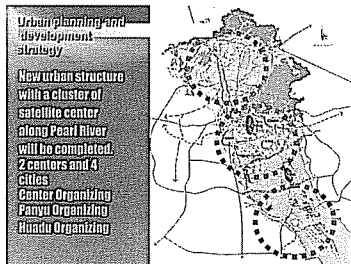 Urban planning and
development
strategy
New urban structure
with a cluster of
satellite center
along Pearl River
will be completed.
2 centers and 4
cities
Center Organizing
Panyu Organizing
Huadu Organizing